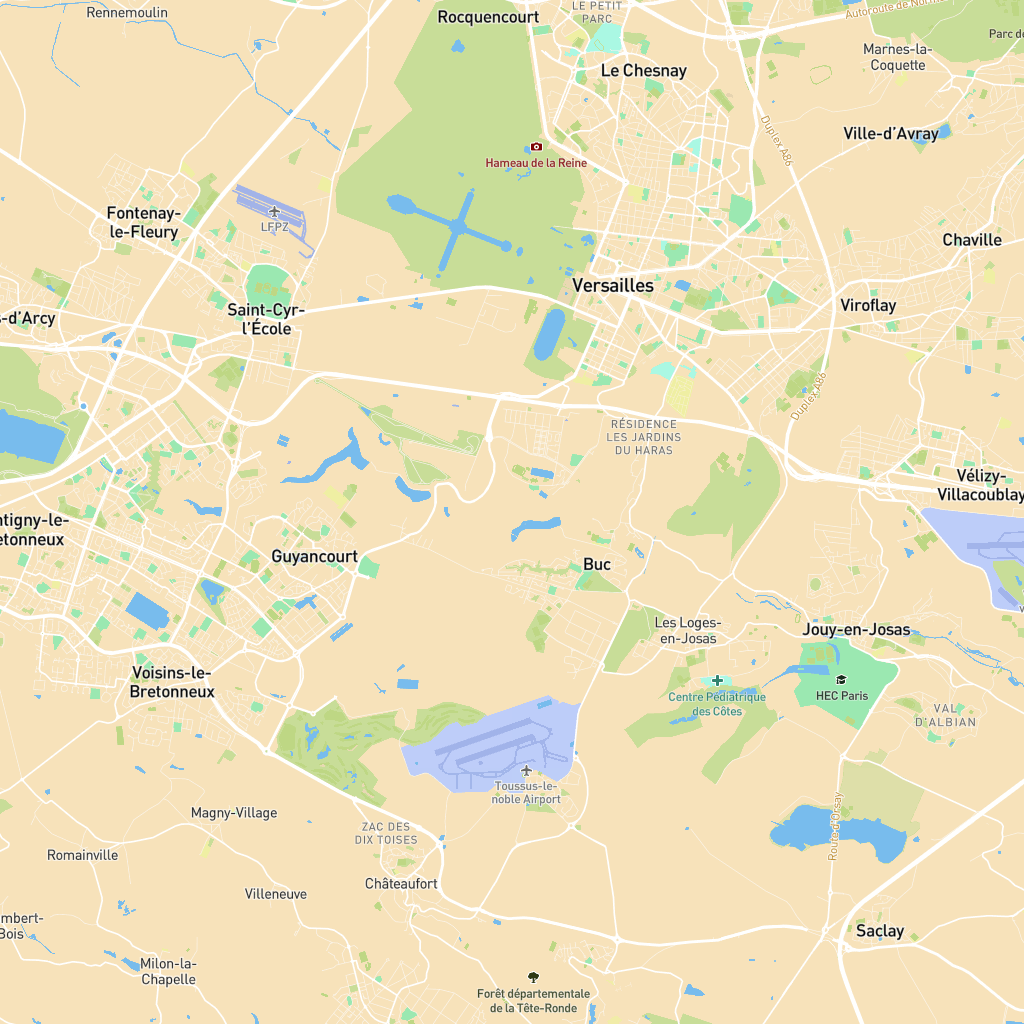 Rennemoulin
Rocquencourt
LE PETIT
PARC
Autoroute de Norm
Marnes-la-
Coquette
Parc de
Le Chesnay
Duplex A86
Ville-d'Avray
Hameau de la Reine
Fontenay-
le-Fleury
LFPZ
Chaville
Versailles
Viroflay
Saint-Cyr-
l'École
s-d'Arcy
Duplex A86
RÉSIDENCE
LES JARDINS
DU HARAS
Vélizy-
Villacoublay
ntigny-le-
etonneux
Guyancourt
Buc
Les Loges-
en-Josas
Jouy-en-Josas
Voisins-le-
Bretonneux
Centre Pédiatrique
des Côtes
HEC Paris
VAL
D'ALBIAN
Toussus-le-
noble Airport
Magny-Village
ZAC DES
DIX TOISES
Route d'Orsay
Romainville
Châteaufort
Villeneuve
mbert-
Bois
Saclay
Milon-la-
Chapelle
Forêt départementale
de la Tête-Ronde